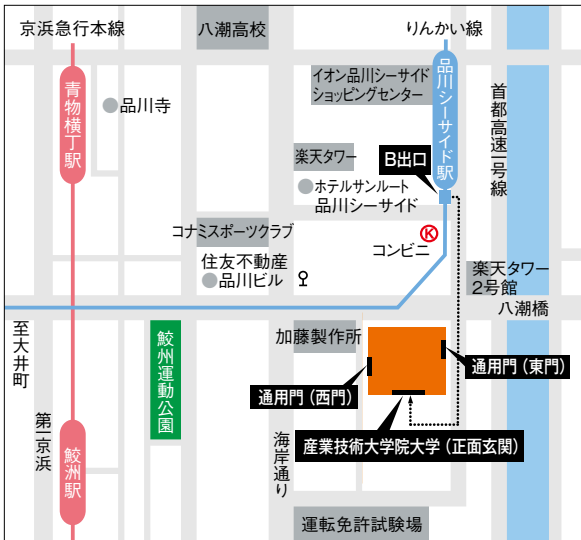 京浜急行本線
八潮高校
りんかい線
イオン品川シーサイド
ショッピングセンター
品川シーサイド駅
首都高速一号線
青物横丁駅
品川寺
楽天タワー
B出口
ホテルサンルート
品川シーサイド
コナミスポーツクラブ
K
コンビニ
住友不動産
品川ビル
楽天タワー
2号館
八潮橋
至大井町
鮫州運動公園
加藤製作所
通用門（東門）
通用門（西門）
第一京浜
鮫洲駅
海岸通り
産業技術大学院大学（正面玄関）
運転免許試験場